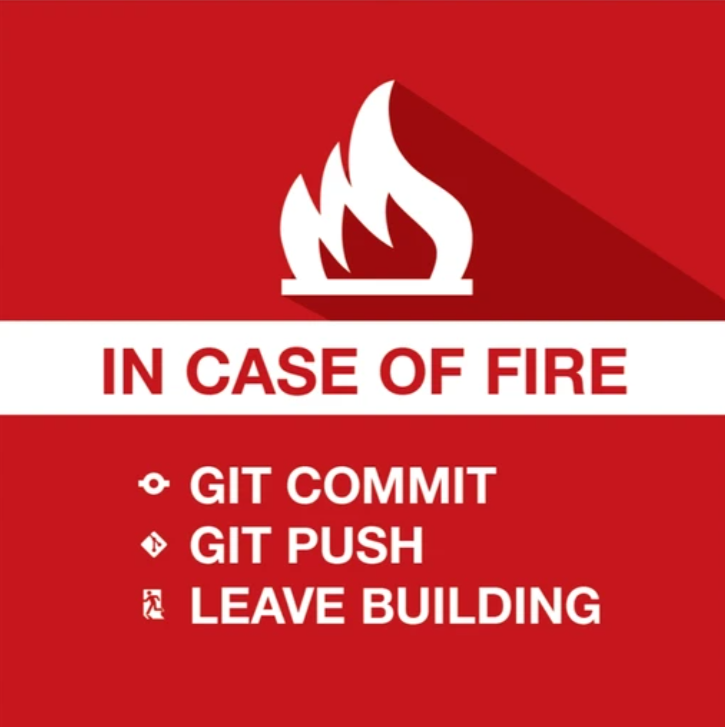 IN CASE OF FIRE
GIT COMMIT
GIT PUSH
LEAVE BUILDING